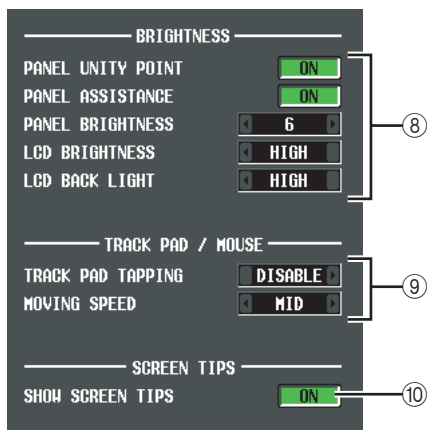 BRIGHTNESS
PANEL UNITY POINT ON
PANEL ASSISTANCE ON
PANEL BRIGHTNESS 6
LCD BRIGHTNESS HIGH
LCD BACK LIGHT HIGH
⑧
TRACK PAD / MOUSE
TRACK PAD TAPPING DISABLE
MOVING SPEED MID
⑨
SCREEN TIPS
SHOW SCREEN TIPS ON
⑩